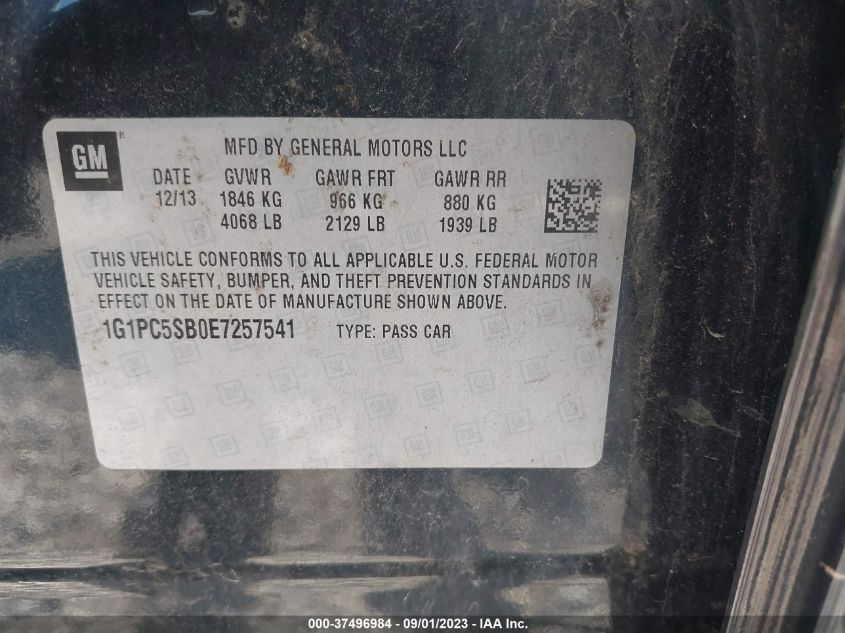 GM ®
MFD BY GENERAL MOTORS LLC
DATE GVWR GAWR FRT GAWR RR
12/13 1846 KG 966 KG 880 KG
4068 LB 2129 LB 1939 LB
THIS VEHICLE CONFORMS TO ALL APPLICABLE U.S. FEDERAL MOTOR
VEHICLE SAFETY, BUMPER, AND THEFT PREVENTION STANDARDS IN
EFFECT ON THE DATE OF MANUFACTURE SHOWN ABOVE.
1G1PC5SB0E7257541 TYPE: PASS CAR
000-37496984 - 09/01/2023 - IAA Inc.